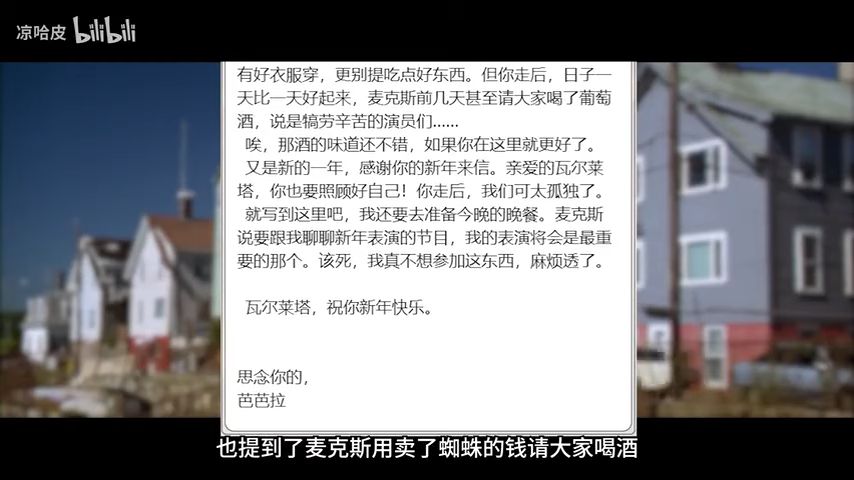 凉哈皮 bilibili
有好衣服穿，更别提吃点好东西。但你走后，日子一
天比一天好起来，麦克斯前几天甚至请大家喝了葡萄
酒，说是犒劳辛苦的演员们......
唉，那酒的味道还不错，如果你在这里就更好了。
又是新的一年，感谢你的新年来信。亲爱的瓦尔莱
塔，你也要照顾好自己！你走后，我们可太孤独了。
就写到这里吧，我还要去准备今晚的晚餐。麦克斯
说要跟我聊聊新年表演的节目，我的表演将会是最重
要的那个。该死，我真不想参加这东西，麻烦透了。
瓦尔莱塔，祝你新年快乐。
思念你的，
芭芭拉
也提到了麦克斯用卖了蜘蛛的钱请大家喝酒